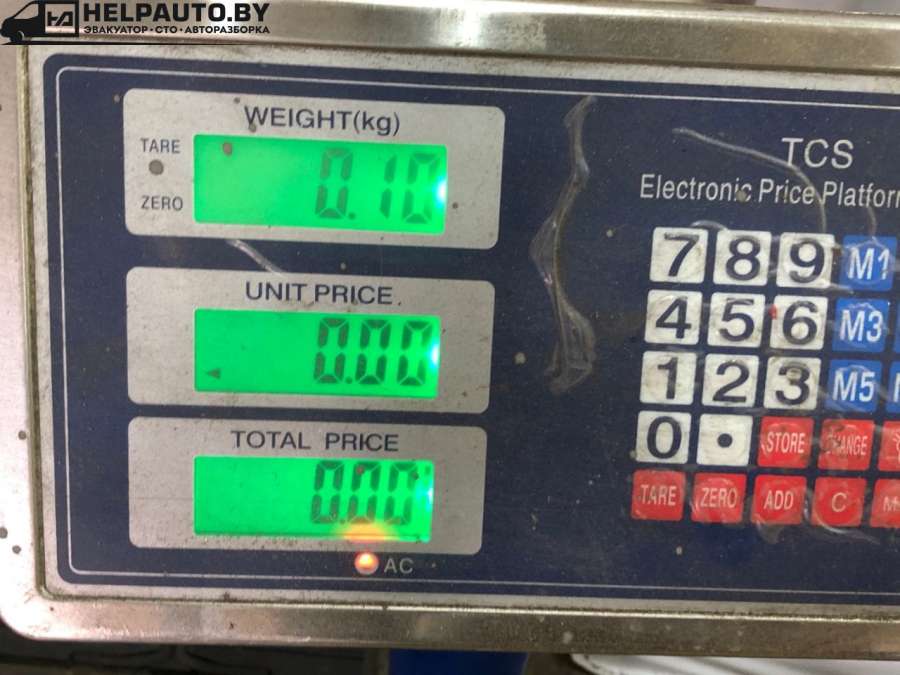 HELPAUTO.BY
ЭВАКУАТОР · СТО · АВТОРАЗБОРКА
WEIGHT(kg)
TARE
ZERO
0.10
UNIT PRICE
0.00
TOTAL PRICE
0.00
AC
TCS
Electronic Price Platfor
7 8 9 M1
4 5 6 M3
1 2 3 M5
0 . STORE CHANGE
TARE ZERO ADD C M